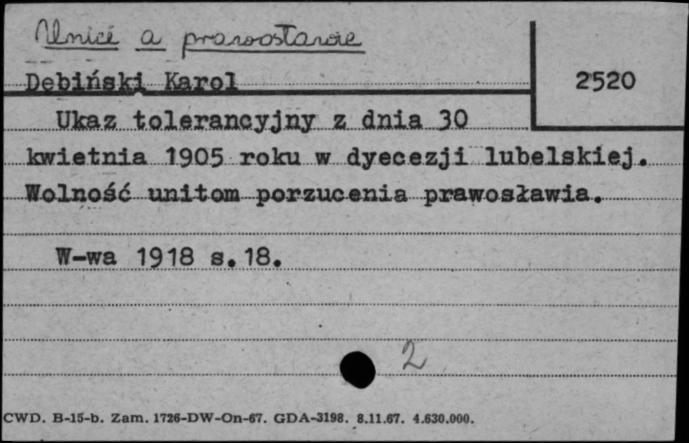 Unici a prawosławie
Dębiński Karol
2520
Ukaz tolerancyjny z dnia 30
kwietnia 1905 roku w dyecezji lubelskiej.
Wolność unitom porzucenia prawosławia.
W-wa 1918 s.18.
2
CWD. B-15-b. Zam. 1726-DW-On-67. GDA-3198. 8.11.67. 4.630.000.